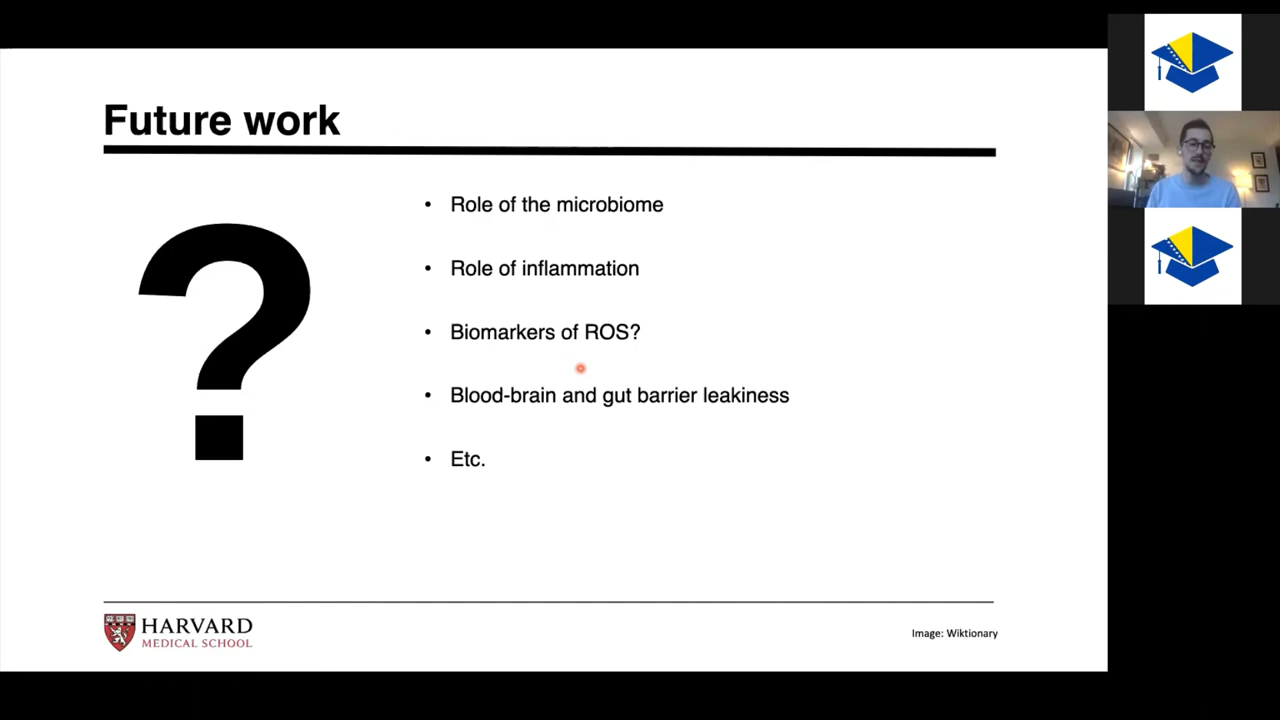 Future work
?
• Role of the microbiome
• Role of inflammation
• Biomarkers of ROS?
• Blood-brain and gut barrier leakiness
• Etc.
HARVARD
MEDICAL SCHOOL
Image: Wiktionary